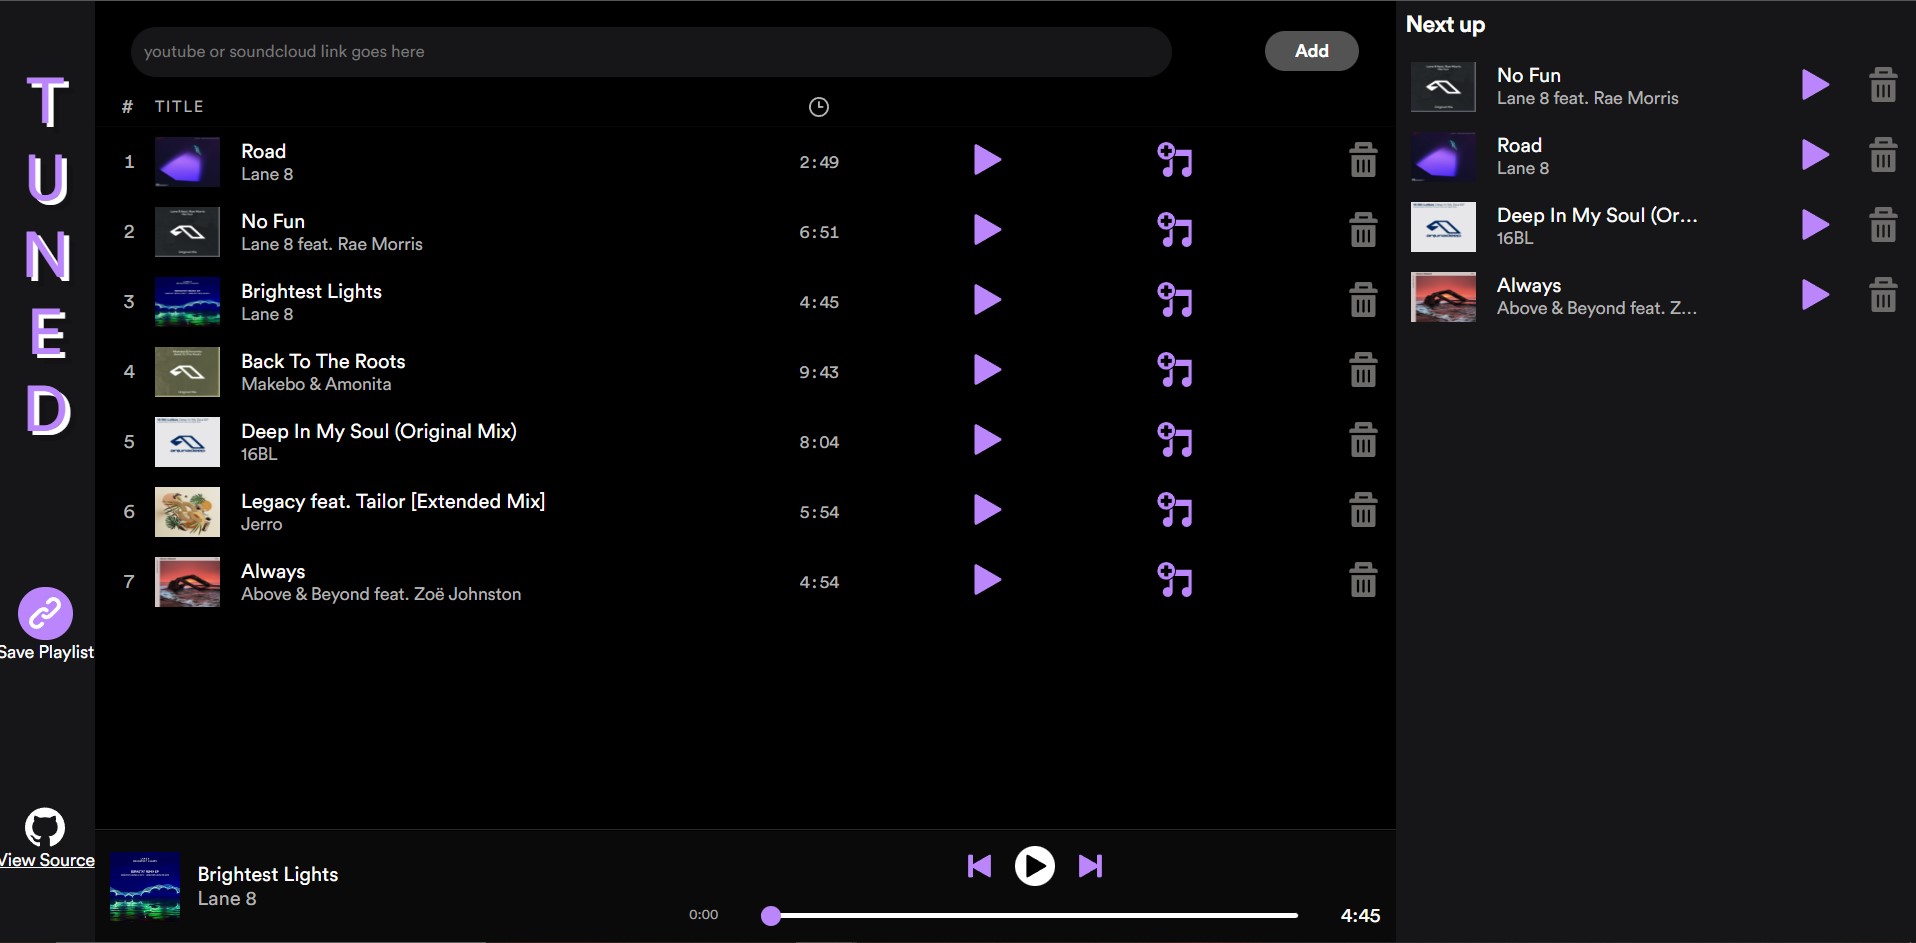 T
U
N
E
D
Save Playlist
View Source
youtube or soundcloud link goes here
Add
# TITLE
1 Road 2:49
Lane 8
2 No Fun 6:51
Lane 8 feat. Rae Morris
3 Brightest Lights 4:45
Lane 8
4 Back To The Roots 9:43
Makebo & Amonita
5 Deep In My Soul (Original Mix) 8:04
16BL
6 Legacy feat. Tailor [Extended Mix] 5:54
Jerro
7 Always 4:54
Above & Beyond feat. Zoë Johnston
Brightest Lights
Lane 8
0:00 4:45
Next up
No Fun
Lane 8 feat. Rae Morris
Road
Lane 8
Deep In My Soul (Or...
16BL
Always
Above & Beyond feat. Z...